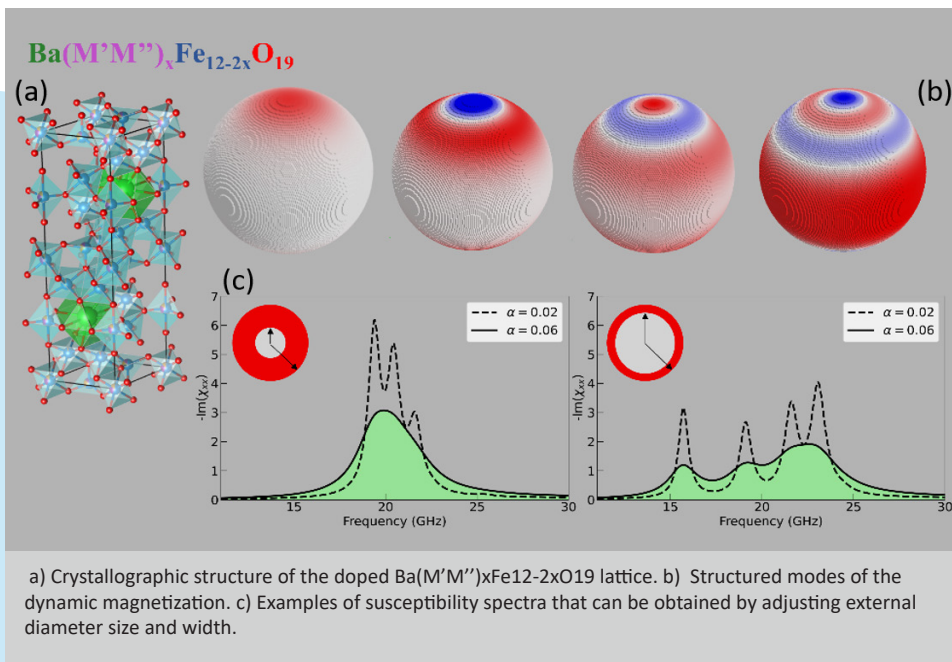 Ba(M’M’’)xFe12-2xO19
(a)
(b)
(c)
7
6
5
4
3
2
1
0
-Im(χxx)
α = 0.02
α = 0.06
15
20
25
30
Frequency (GHz)
7
6
5
4
3
2
1
0
-Im(χxx)
α = 0.02
α = 0.06
15
20
25
30
Frequency (GHz)
a) Crystallographic structure of the doped Ba(M’M’’)xFe12-2xO19 lattice. b) Structured modes of the
dynamic magnetization. c) Examples of susceptibility spectra that can be obtained by adjusting external
diameter size and width.